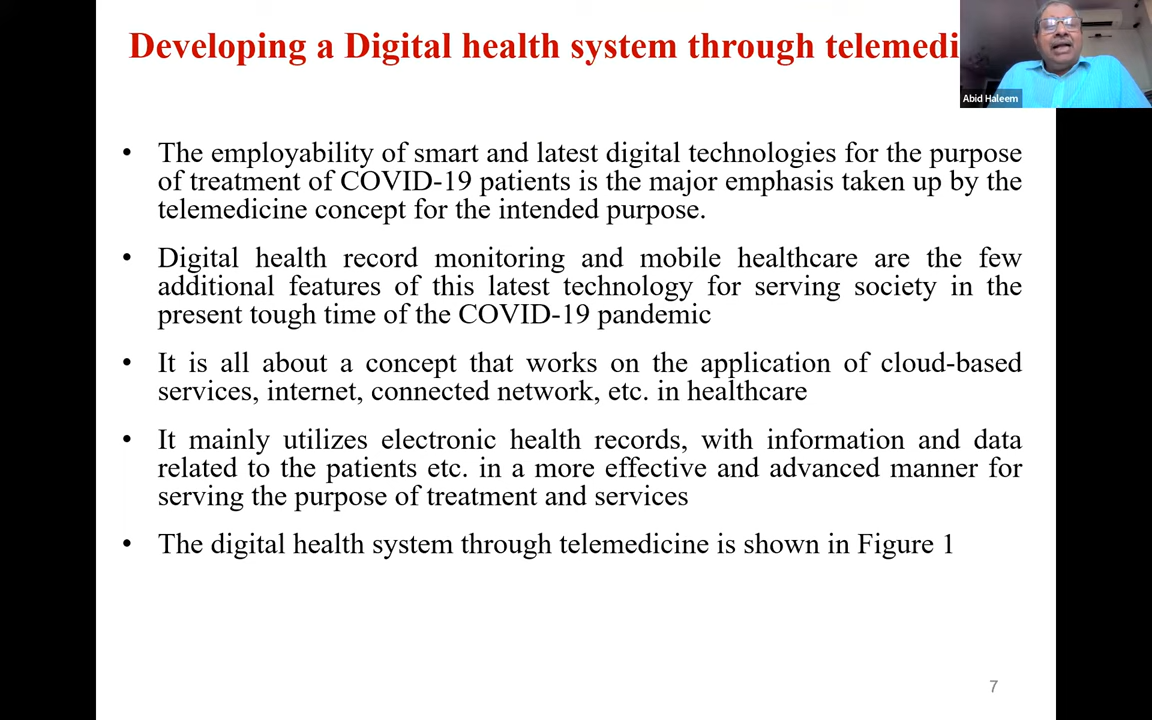 Developing a Digital health system through telemedi
Abid Haleem
• The employability of smart and latest digital technologies for the purpose
of treatment of COVID-19 patients is the major emphasis taken up by the
telemedicine concept for the intended purpose.
• Digital health record monitoring and mobile healthcare are the few
additional features of this latest technology for serving society in the
present tough time of the COVID-19 pandemic
• It is all about a concept that works on the application of cloud-based
services, internet, connected network, etc. in healthcare
• It mainly utilizes electronic health records, with information and data
related to the patients etc. in a more effective and advanced manner for
serving the purpose of treatment and services
• The digital health system through telemedicine is shown in Figure 1
7